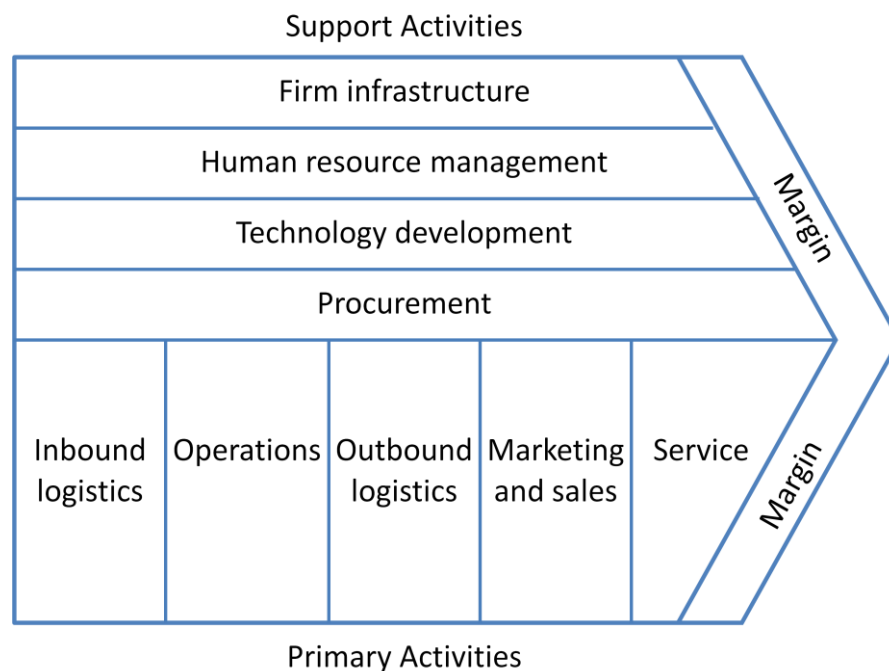 Support Activities
Firm infrastructure
Human resource management
Technology development
Procurement
Margin
Inbound
logistics
Operations
Outbound
logistics
Marketing
and sales
Service
Margin
Primary Activities